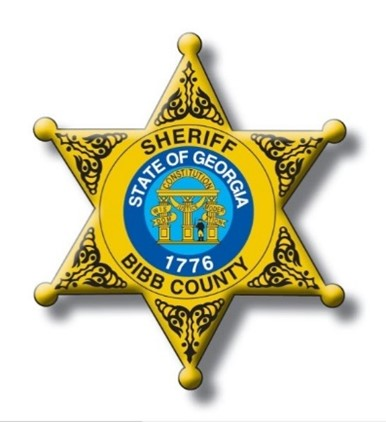 SHERIFF
STATE OF GEORGIA
CONSTITUTION
1776
BIBB COUNTY